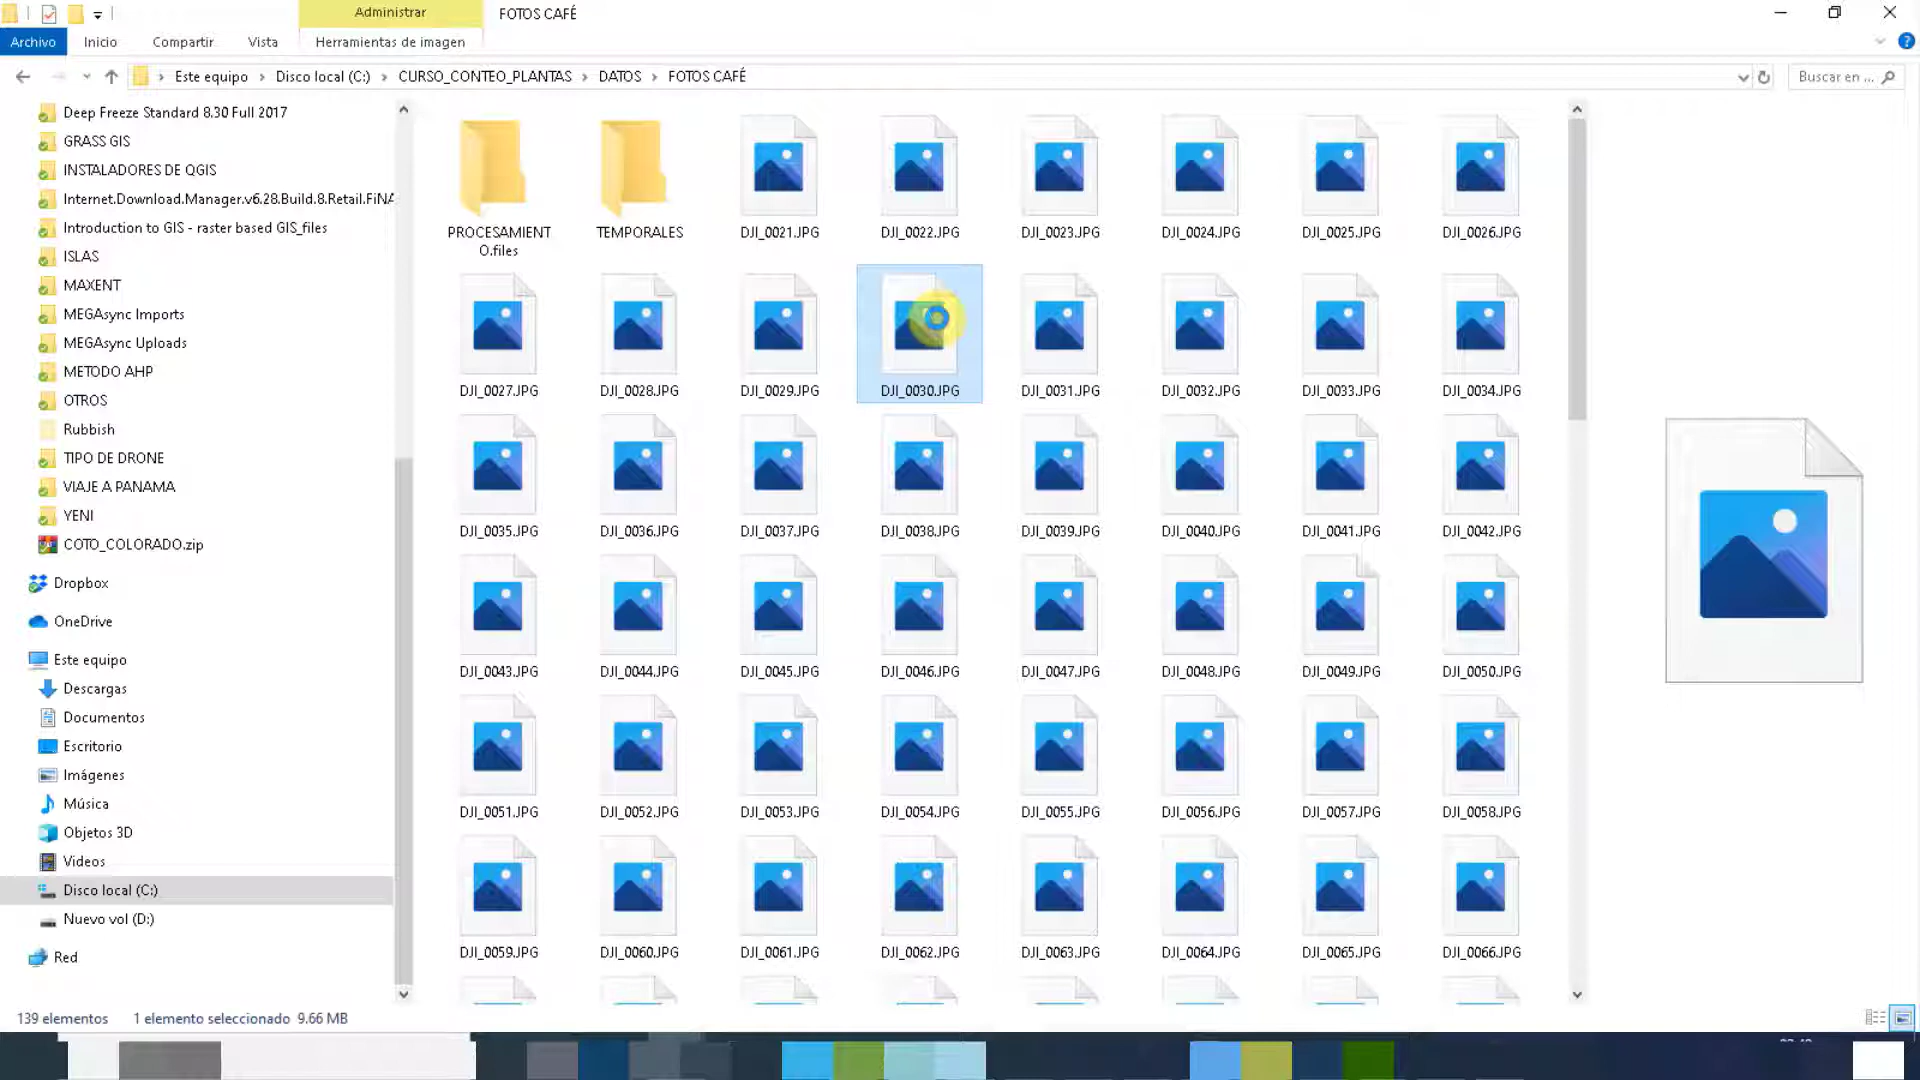 Administrar
FOTOS CAFÉ
Archivo
Inicio
Compartir
Vista
Herramientas de imagen
Este equipo
Disco local (C:)
CURSO_CONTEO_PLANTAS
DATOS
FOTOS CAFÉ
Buscar en ...
Deep Freeze Standard 8.30 Full 2017
GRASS GIS
INSTALADORES DE QGIS
Internet.Download.Manager.v6.28.Build.8.Retail.FiNA
Introduction to GIS - raster based GIS_files
ISLAS
MAXENT
MEGAsync Imports
MEGAsync Uploads
METODO AHP
OTROS
Rubbish
TIPO DE DRONE
VIAJE A PANAMA
YENI
COTO_COLORADO.zip
Dropbox
OneDrive
Este equipo
Descargas
Documentos
Escritorio
Imágenes
Música
Objetos 3D
Videos
Disco local (C:)
Nuevo vol (D:)
Red
PROCESAMIENT
O.files
TEMPORALES
DJI_0021.JPG
DJI_0022.JPG
DJI_0023.JPG
DJI_0024.JPG
DJI_0025.JPG
DJI_0026.JPG
DJI_0027.JPG
DJI_0028.JPG
DJI_0029.JPG
DJI_0030.JPG
DJI_0031.JPG
DJI_0032.JPG
DJI_0033.JPG
DJI_0034.JPG
DJI_0035.JPG
DJI_0036.JPG
DJI_0037.JPG
DJI_0038.JPG
DJI_0039.JPG
DJI_0040.JPG
DJI_0041.JPG
DJI_0042.JPG
DJI_0043.JPG
DJI_0044.JPG
DJI_0045.JPG
DJI_0046.JPG
DJI_0047.JPG
DJI_0048.JPG
DJI_0049.JPG
DJI_0050.JPG
DJI_0051.JPG
DJI_0052.JPG
DJI_0053.JPG
DJI_0054.JPG
DJI_0055.JPG
DJI_0056.JPG
DJI_0057.JPG
DJI_0058.JPG
DJI_0059.JPG
DJI_0060.JPG
DJI_0061.JPG
DJI_0062.JPG
DJI_0063.JPG
DJI_0064.JPG
DJI_0065.JPG
DJI_0066.JPG
139 elementos
1 elemento seleccionado 9.66 MB